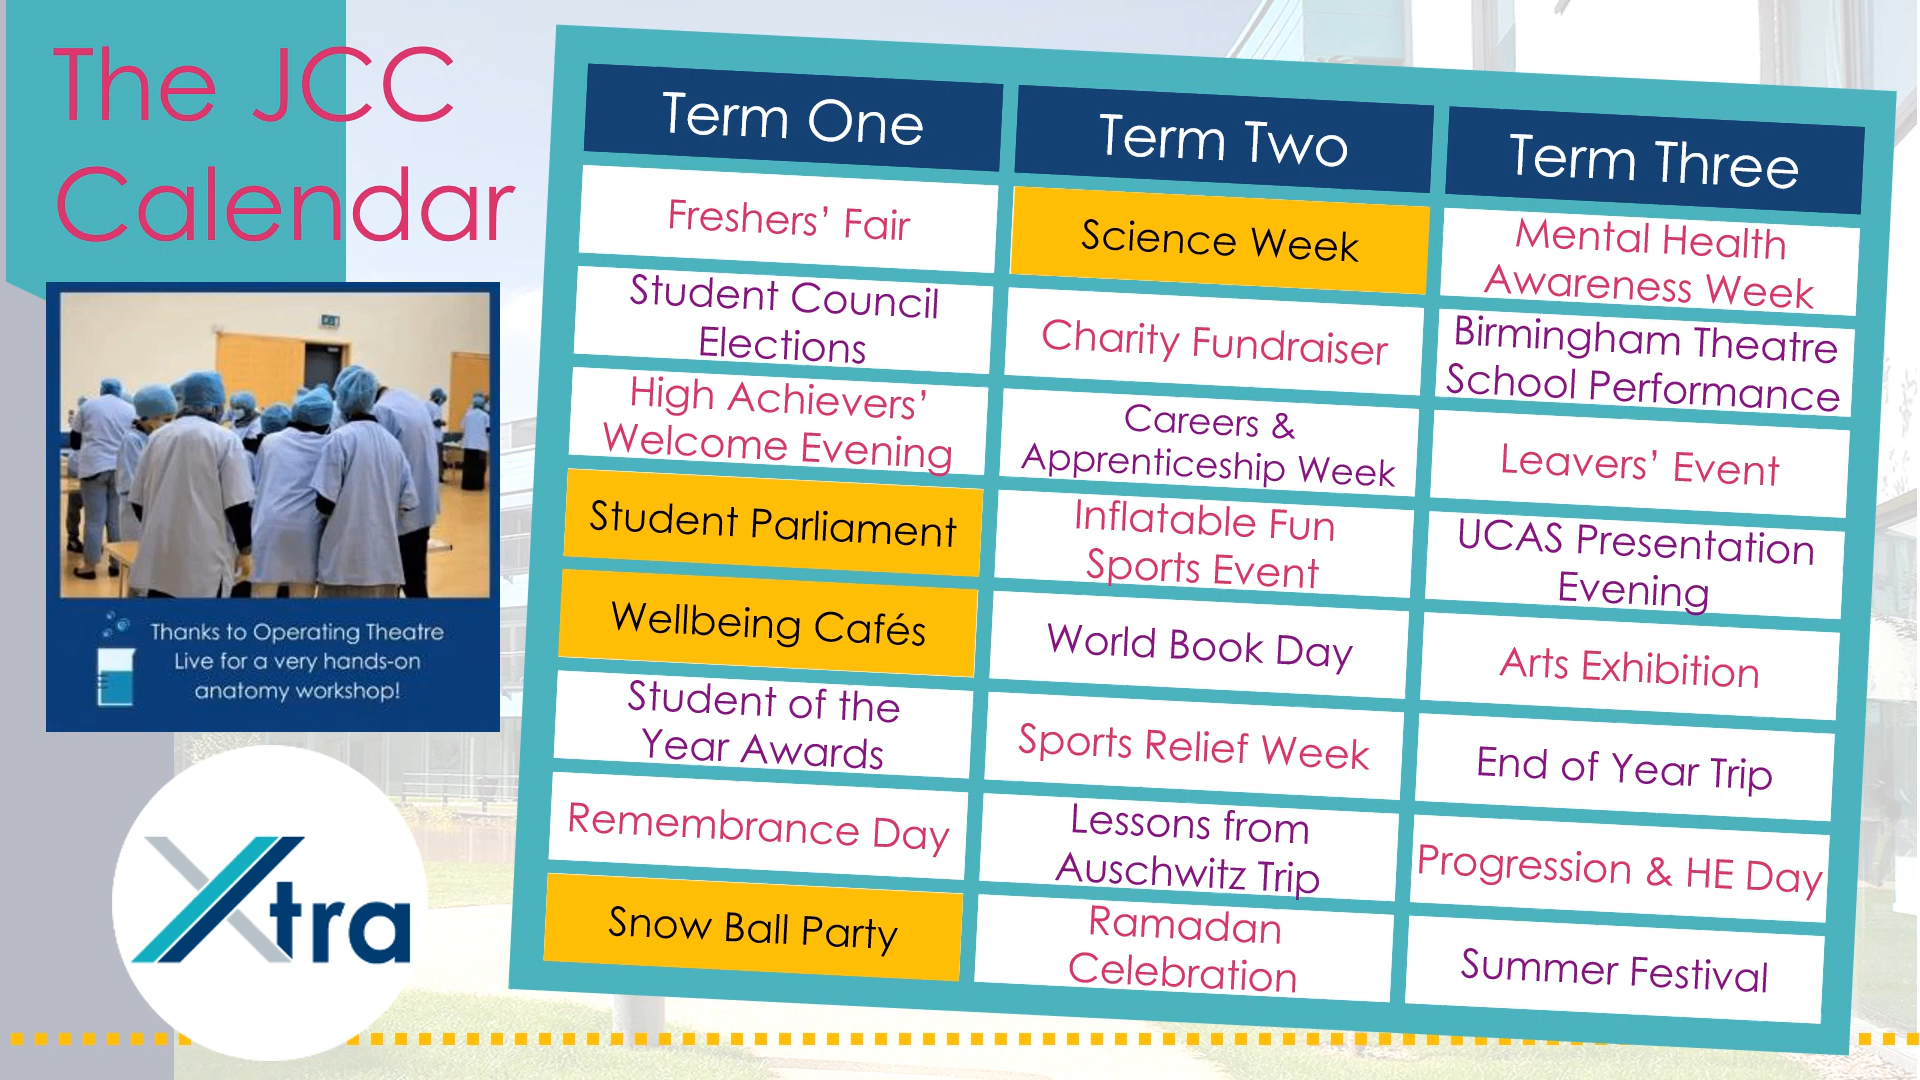 The JCC
Calendar
Thanks to Operating Theatre
Live for a very hands-on
anatomy workshop!
Xtra
Term One
Freshers’ Fair
Student Council
Elections
High Achievers’
Welcome Evening
Student Parliament
Wellbeing Cafés
Student of the
Year Awards
Remembrance Day
Snow Ball Party
Term Two
Science Week
Charity Fundraiser
Careers &
Apprenticeship Week
Inflatable Fun
Sports Event
World Book Day
Sports Relief Week
Lessons from
Auschwitz Trip
Ramadan
Celebration
Term Three
Mental Health
Awareness Week
Birmingham Theatre
School Performance
Leavers’ Event
UCAS Presentation
Evening
Arts Exhibition
End of Year Trip
Progression & HE Day
Summer Festival